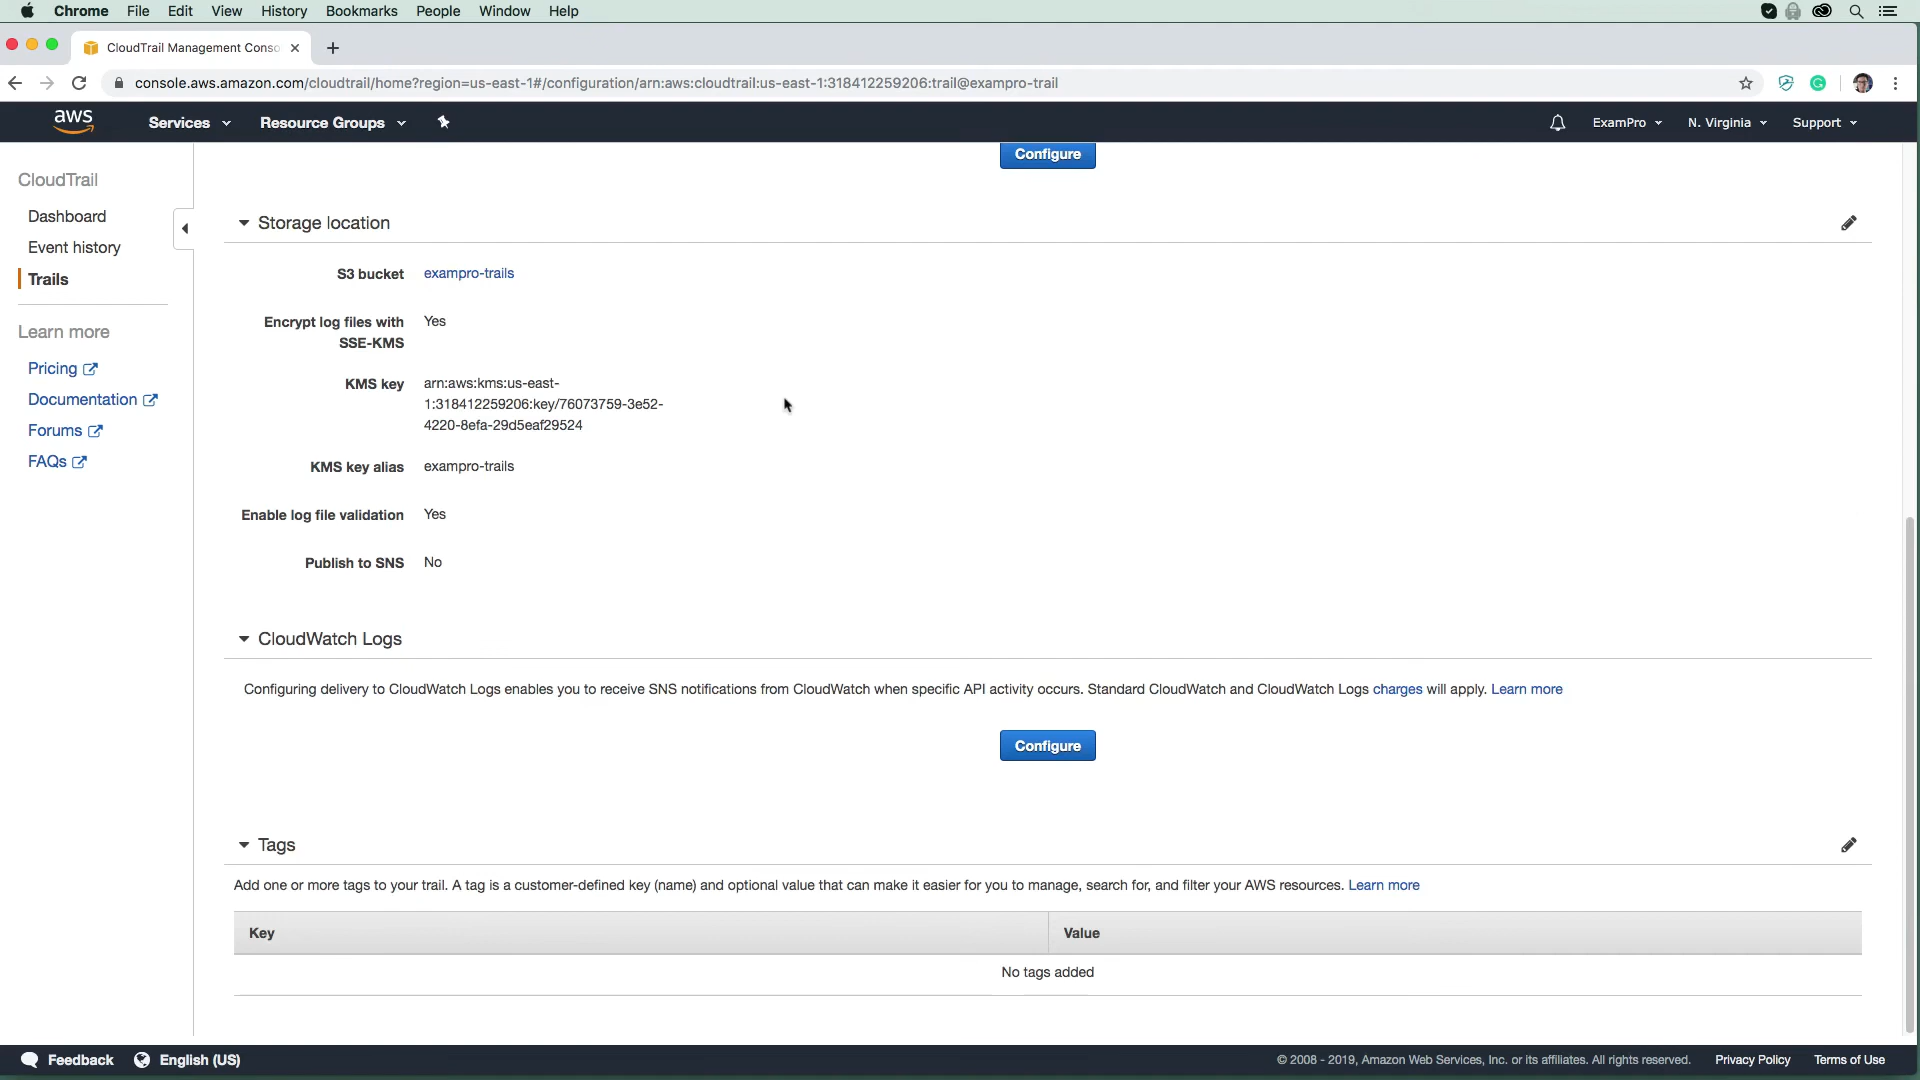 Chrome File Edit View History Bookmarks People Window Help
CloudTrail Management Conso
console.aws.amazon.com/cloudtrail/home?region=us-east-1#/configuration/arn:aws:cloudtrail:us-east-1:318412259206:trail@exampro-trail
aws Services Resource Groups ExamPro N. Virginia Support
CloudTrail
Dashboard
Event history
Trails
Learn more
Pricing
Documentation
Forums
FAQs
Configure
Storage location
S3 bucket exampro-trails
Encrypt log files with SSE-KMS Yes
KMS key arn:aws:kms:us-east-
1:318412259206:key/76073759-3e52-
4220-8efa-29d5eaf29524
KMS key alias exampro-trails
Enable log file validation Yes
Publish to SNS No
CloudWatch Logs
Configuring delivery to CloudWatch Logs enables you to receive SNS notifications from CloudWatch when specific API activity occurs. Standard CloudWatch and CloudWatch Logs charges will apply. Learn more
Configure
Tags
Add one or more tags to your trail. A tag is a customer-defined key (name) and optional value that can make it easier for you to manage, search for, and filter your AWS resources. Learn more
Key Value
No tags added
Feedback English (US) © 2008 - 2019, Amazon Web Services, Inc. or its affiliates. All rights reserved. Privacy Policy Terms of Use